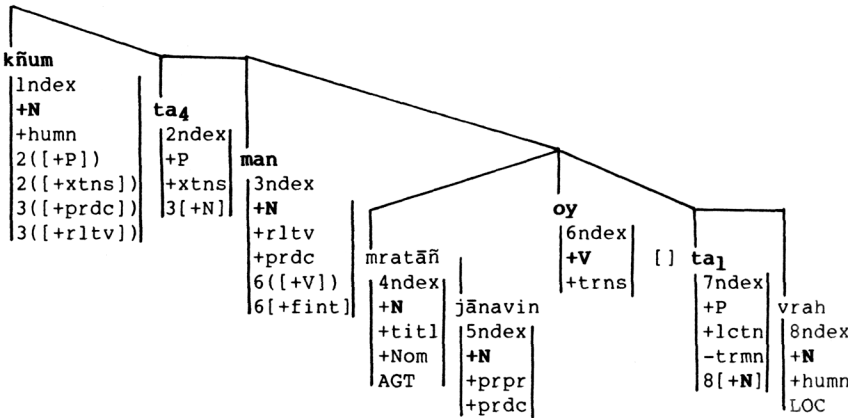 kñum
1ndex
+N
+humn
2([+P])
2([+xtns])
3([+prdc])
3([+rltv])
ta4
2ndex
+P
+xtns
3[+N]
man
3ndex
+N
+rltv
+prdc
6([+V])
6[+fint]
mratāñ
4ndex
+N
+titl
+Nom
AGT
jānavin
5ndex
+N
+prpr
+prdc
oy
6ndex
+V
+trns
[ ]
ta1
7ndex
+P
+lctn
-trmn
8[+N]
vrah
8ndex
+N
+humn
LOC